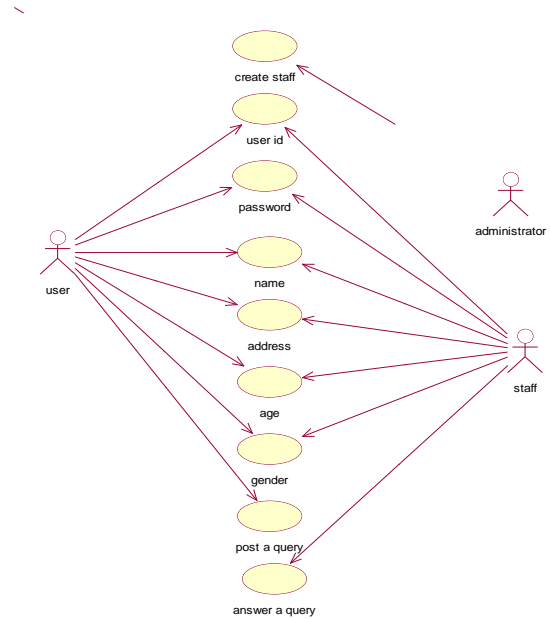 create staff
user id
password
administrator
user
name
address
staff
age
gender
post a query
answer a query